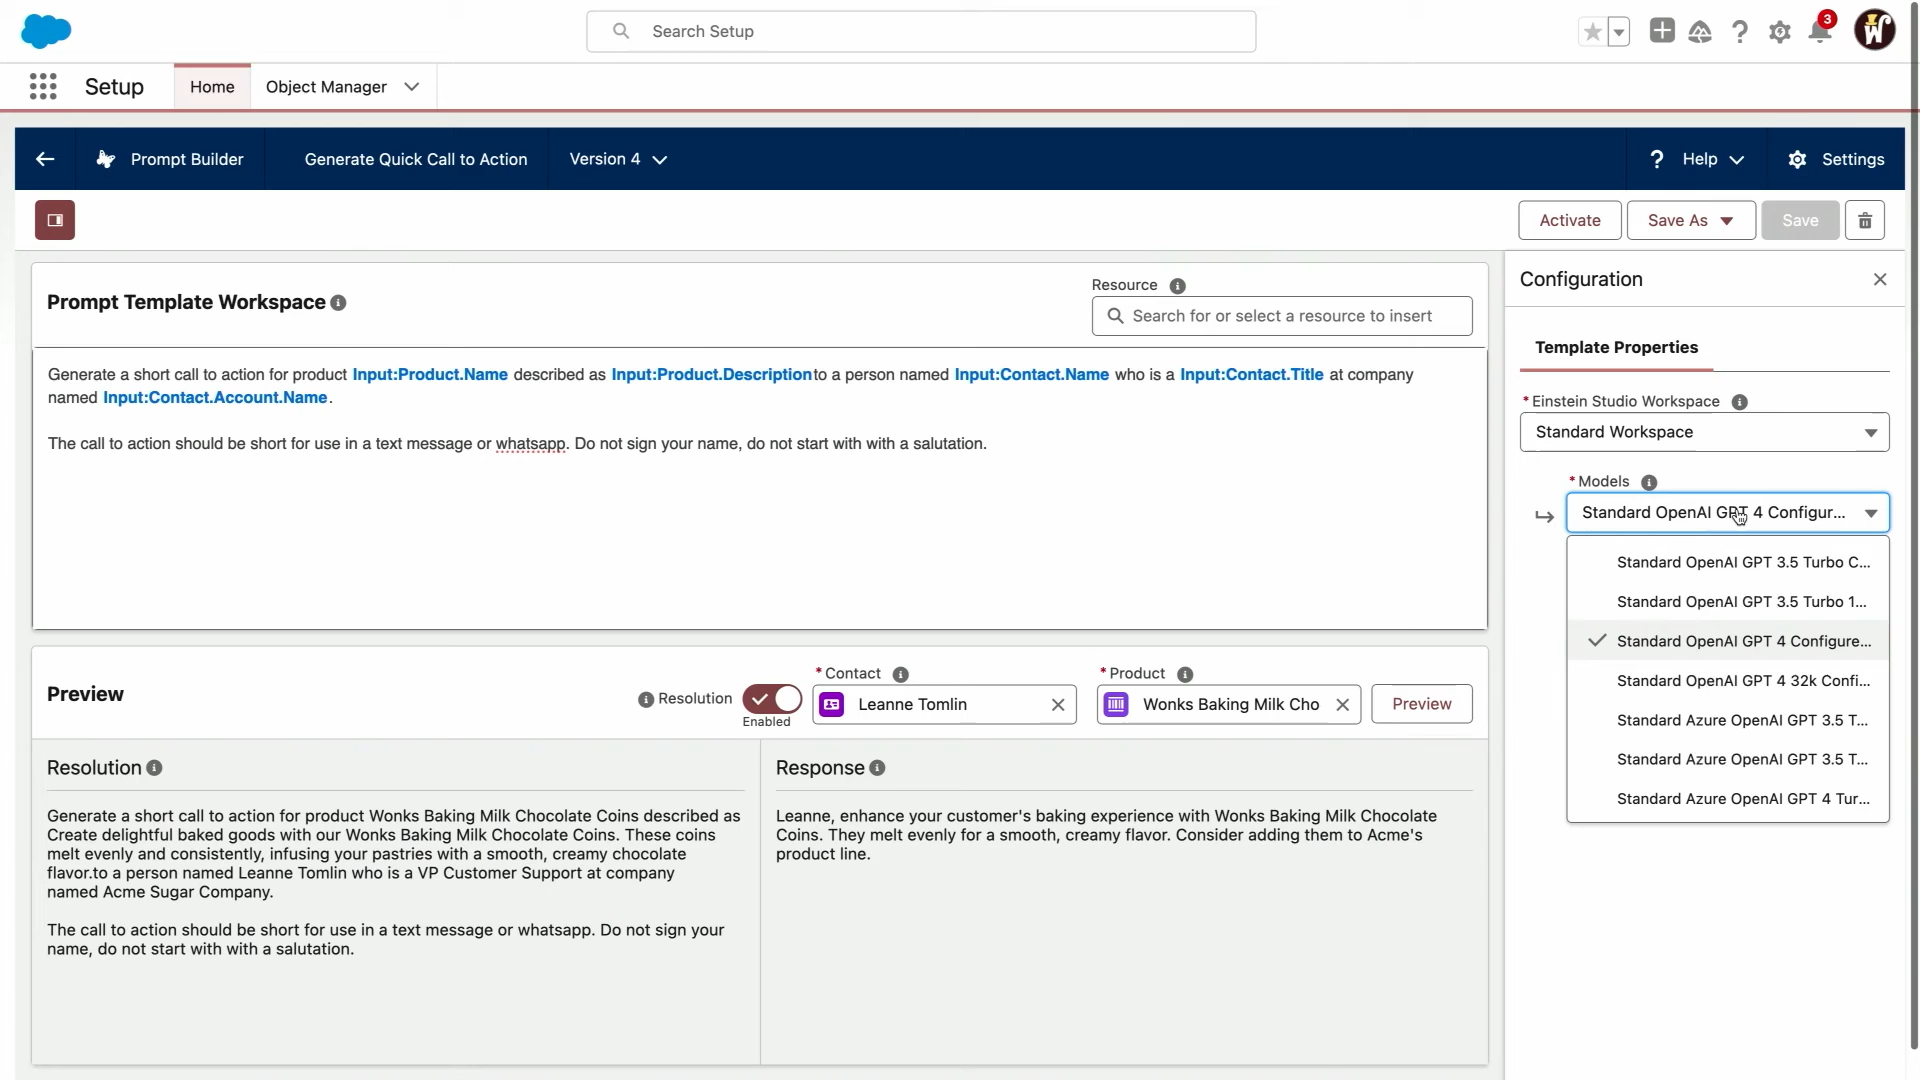 Search Setup
3
Setup
Home
Object Manager
Prompt Builder
Generate Quick Call to Action
Version 4
? Help
Settings
Activate
Save As
Save
Prompt Template Workspace
Resource
Search for or select a resource to insert
Generate a short call to action for product Input:Product.Name described as Input:Product.Descriptionto a person named Input:Contact.Name who is a Input:Contact.Title at company
named Input:Contact.Account.Name.
The call to action should be short for use in a text message or whatsapp. Do not sign your name, do not start with with a salutation.
Configuration
Template Properties
* Einstein Studio Workspace
Standard Workspace
* Models
Standard OpenAI GPT 4 Configur...
Standard OpenAI GPT 3.5 Turbo C...
Standard OpenAI GPT 3.5 Turbo 1...
Standard OpenAI GPT 4 Configure...
Standard OpenAI GPT 4 32k Confi...
Standard Azure OpenAI GPT 3.5 T...
Standard Azure OpenAI GPT 3.5 T...
Standard Azure OpenAI GPT 4 Tur...
Preview
Resolution
Enabled
* Contact
Leanne Tomlin
* Product
Wonks Baking Milk Cho
Preview
Resolution
Generate a short call to action for product Wonks Baking Milk Chocolate Coins described as
Create delightful baked goods with our Wonks Baking Milk Chocolate Coins. These coins
melt evenly and consistently, infusing your pastries with a smooth, creamy chocolate
flavor.to a person named Leanne Tomlin who is a VP Customer Support at company
named Acme Sugar Company.
The call to action should be short for use in a text message or whatsapp. Do not sign your
name, do not start with with a salutation.
Response
Leanne, enhance your customer's baking experience with Wonks Baking Milk Chocolate
Coins. They melt evenly for a smooth, creamy flavor. Consider adding them to Acme's
product line.